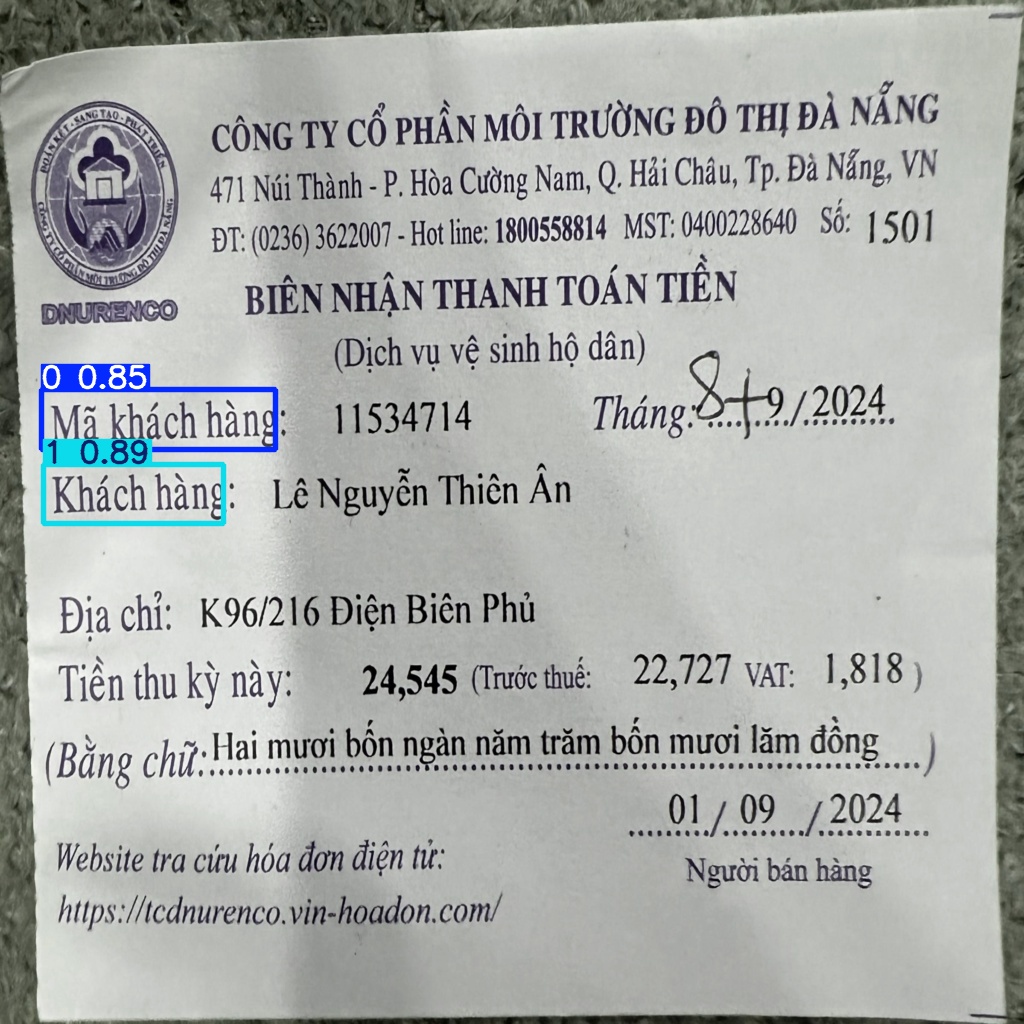 ĐOÀN KẾT - SANG TẠO - PHÁT TRIỂN
CÔNG TY CỔ PHẦN MÔI TRƯỜNG ĐÔ THỊ ĐÀ NẴNG
DNURENCO
CÔNG TY CỔ PHẦN MÔI TRƯỜNG ĐÔ THỊ ĐÀ NẴNG
471 Núi Thành - P. Hòa Cường Nam, Q. Hải Châu, Tp. Đà Nẵng, VN
ĐT: (0236) 3622007 - Hot line: 1800558814 MST: 0400228640 Số: 1501
BIÊN NHẬN THANH TOÁN TIỀN
(Dịch vụ vệ sinh hộ dân)
0 0.85
Mã khách hàng: 11534714 Tháng: 8+9/2024
1 0.89
Khách hàng: Lê Nguyễn Thiên Ân
Địa chỉ: K96/216 Điện Biên Phủ
Tiền thu kỳ này: 24,545 (Trước thuế: 22,727 VAT: 1,818 )
(Bằng chữ: Hai mươi bốn ngàn năm trăm bốn mươi lăm đồng )
01 / 09 / 2024
Website tra cứu hóa đơn điện tử:
Người bán hàng
https://tcdnurenco.vin-hoadon.com/